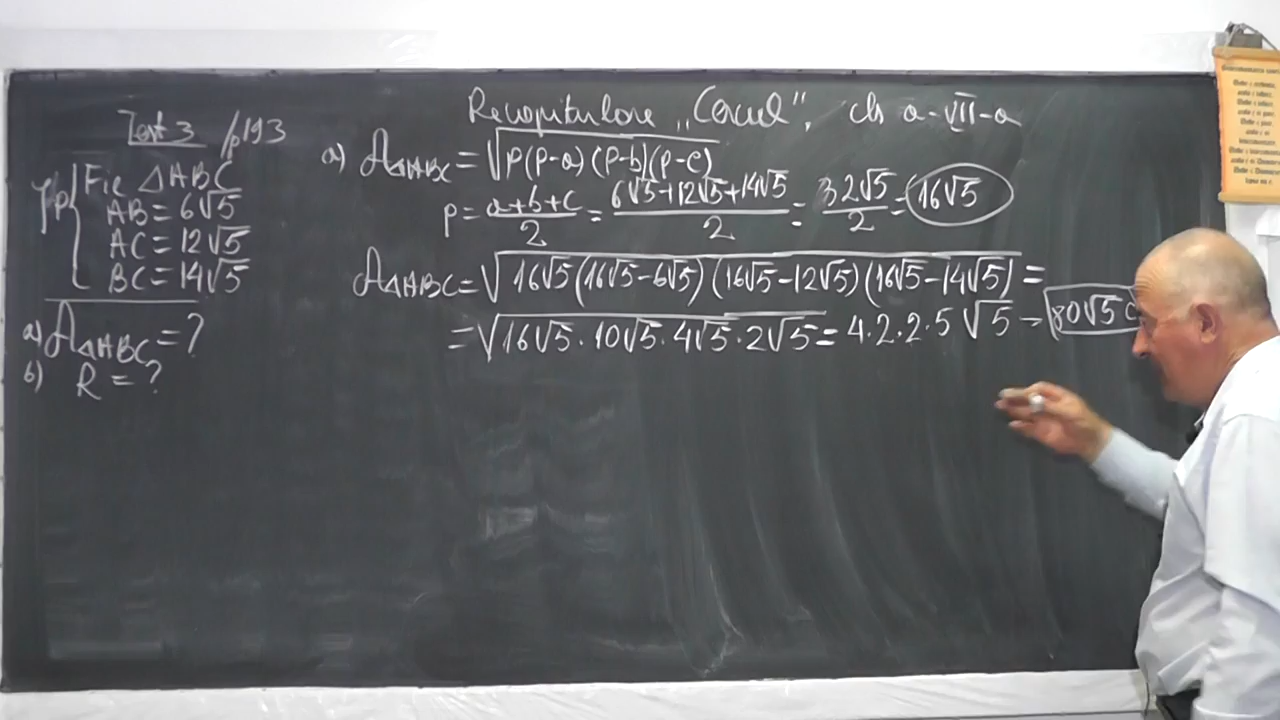 Recapitulare „Cercul", cls a-VII-a
Test 3 /p193
Ip
Fie △ABC
AB = 6√5
AC = 12√5
BC = 14√5
a) A△ABC = ?
b) R = ?
a) A△ABC = √p(p-a)(p-b)(p-c)
p = a+b+c/2 = 6√5+12√5+14√5/2 = 32√5/2 = 16√5
A△ABC = √16√5(16√5-6√5)(16√5-12√5)(16√5-14√5) =
= √16√5·10√5·4√5·2√5 = 4·2·2·5√5 = 80√5 c